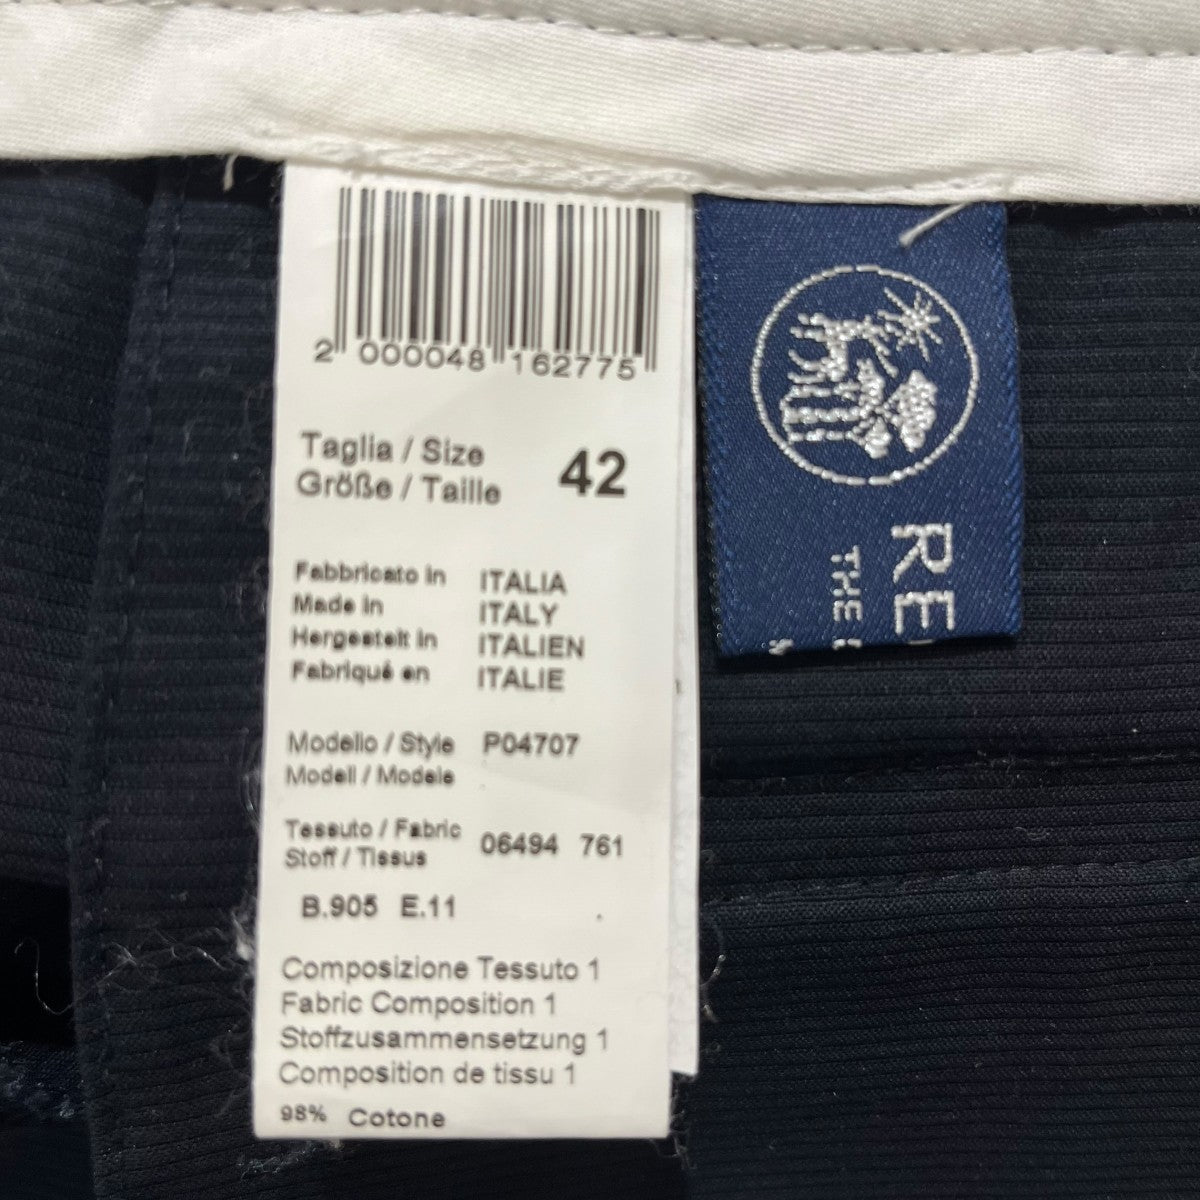 2 000048 162775
Taglia / Size 42
Größe / Taille
Fabbricato in ITALIA
Made in ITALY
Hergestelt in ITALIEN
Fabriqué en ITALIE
Modello / Style P04707
Modell / Modele
Tessuto / Fabric 06494 761
Stoff / Tissus
B.905 E.11
Composizione Tessuto 1
Fabric Composition 1
Stoffzusammensetzung 1
Composition de tissu 1
98% Cotone
RE
THE